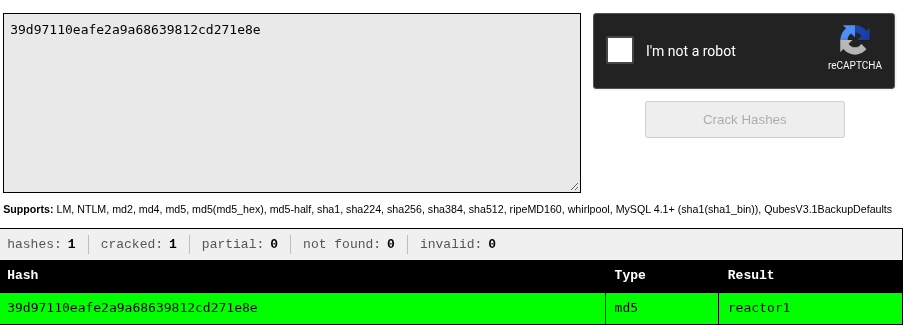 39d97110eafe2a9a68639812cd271e8e
I'm not a robot
reCAPTCHA
Crack Hashes
Supports: LM, NTLM, md2, md4, md5, md5(md5_hex), md5-half, sha1, sha224, sha256, sha384, sha512, ripeMD160, whirlpool, MySQL 4.1+ (sha1(sha1_bin)), QubesV3.1BackupDefaults
hashes: 1 cracked: 1 partial: 0 not found: 0 invalid: 0
Hash Type Result
39d97110eafe2a9a68639812cd271e8e md5 reactor1